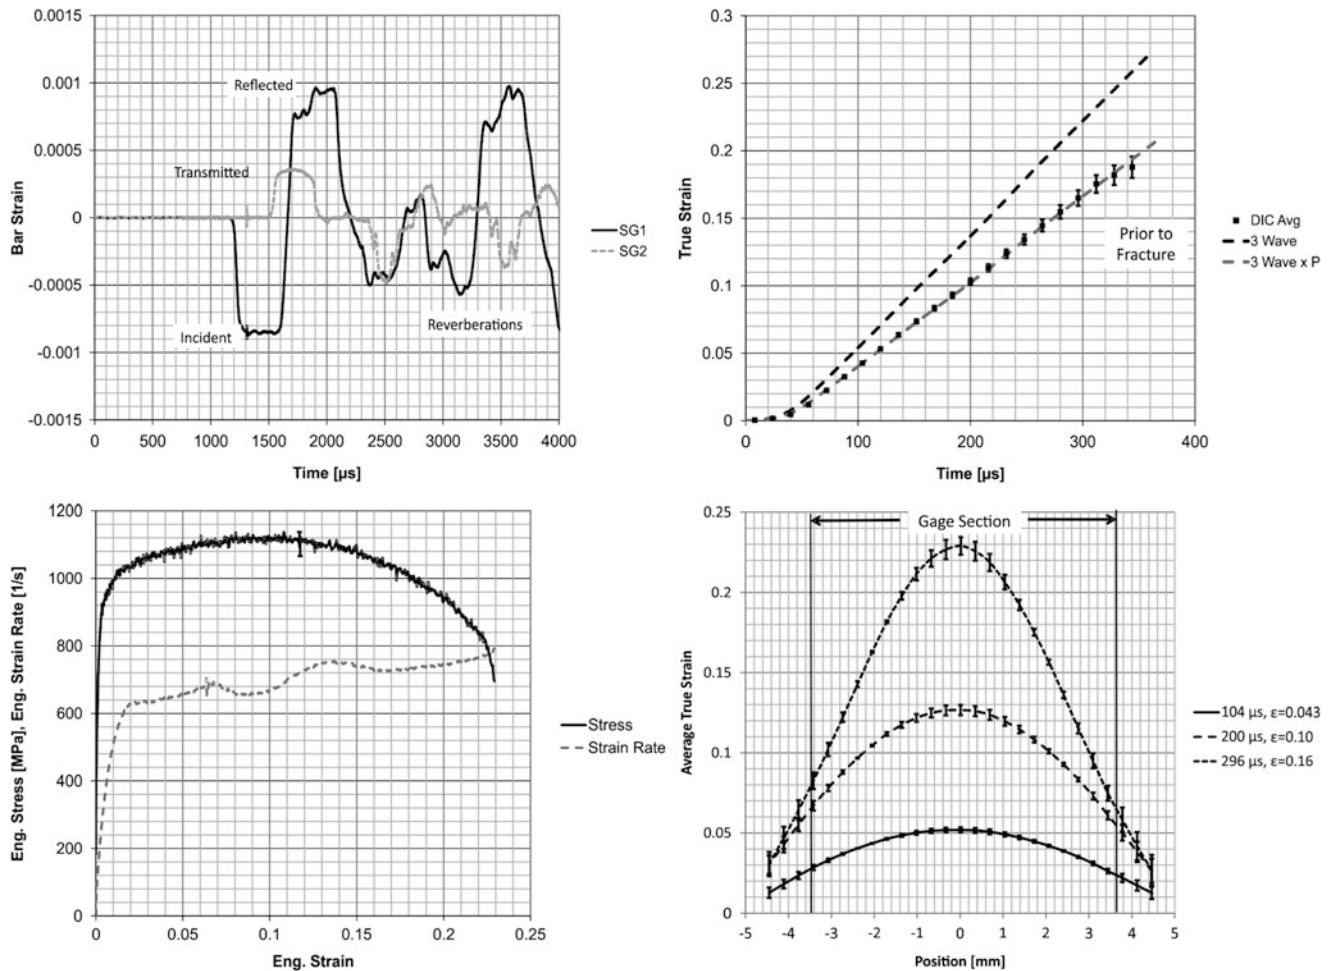 0.0015
0.001
0.0005
0
-0.0005
-0.001
-0.0015
Bar Strain
Reflected
Transmitted
Incident
Reverberations
0 500 1000 1500 2000 2500 3000 3500 4000
Time [µs]
SG1
SG2
0.3
0.25
0.2
0.15
0.1
0.05
0
True Strain
Prior to
Fracture
0 100 200 300 400
Time [µs]
DIC Avg
3 Wave
3 Wave x P
1200
1000
800
600
400
200
0
Eng. Stress [MPa], Eng. Strain Rate [1/s]
0 0.05 0.1 0.15 0.2 0.25
Eng. Strain
Stress
Strain Rate
0.25
0.2
0.15
0.1
0.05
0
Average True Strain
Gage Section
-5 -4 -3 -2 -1 0 1 2 3 4 5
Position [mm]
104 µs, ε=0.043
200 µs, ε=0.10
296 µs, ε=0.16